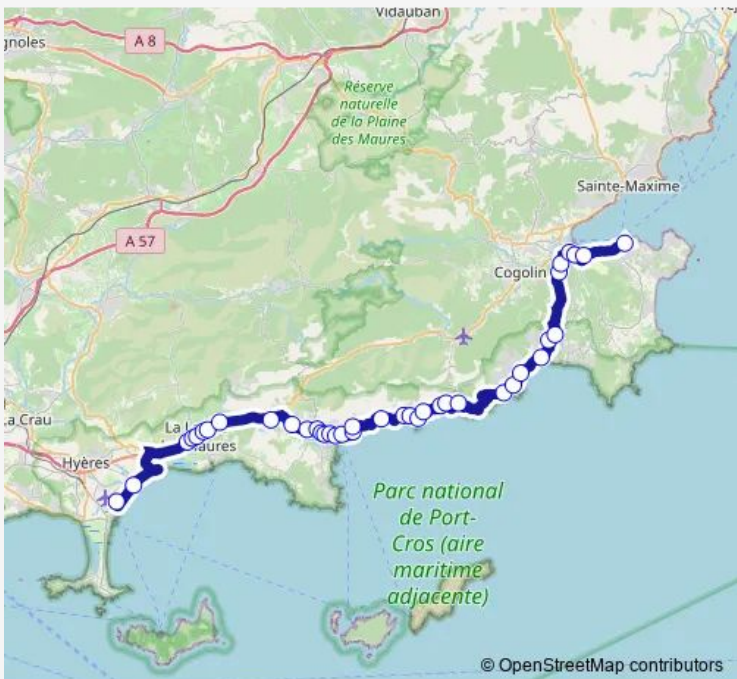 Vidauban
gnoles
A 8
Réserve
naturelle
de la Plaine
des Maures
Sainte-Maxime
A 57
Cogolin
La Crau
La L
aures
Hyères
Parc national
de Port-
Cros (aire
maritime
adjacente)
© OpenStreetMap contributors